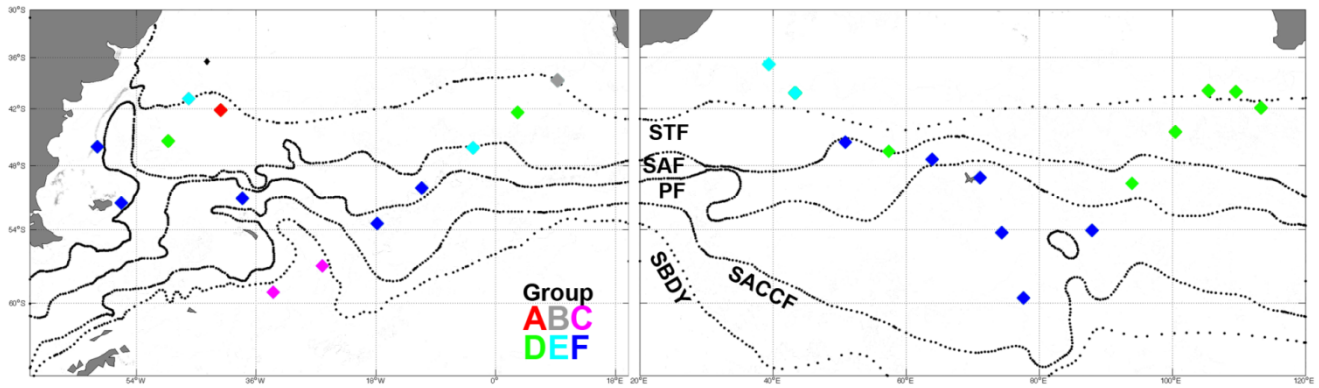 30°S
36°S
42°S
48°S
54°S
60°S
54°W 36°W 18°W 0°E 18°E
Group
ABC
DEF
STF
SAF
PF
SBDY
SACCF
20°E 40°E 60°E 80°E 100°E 120°E